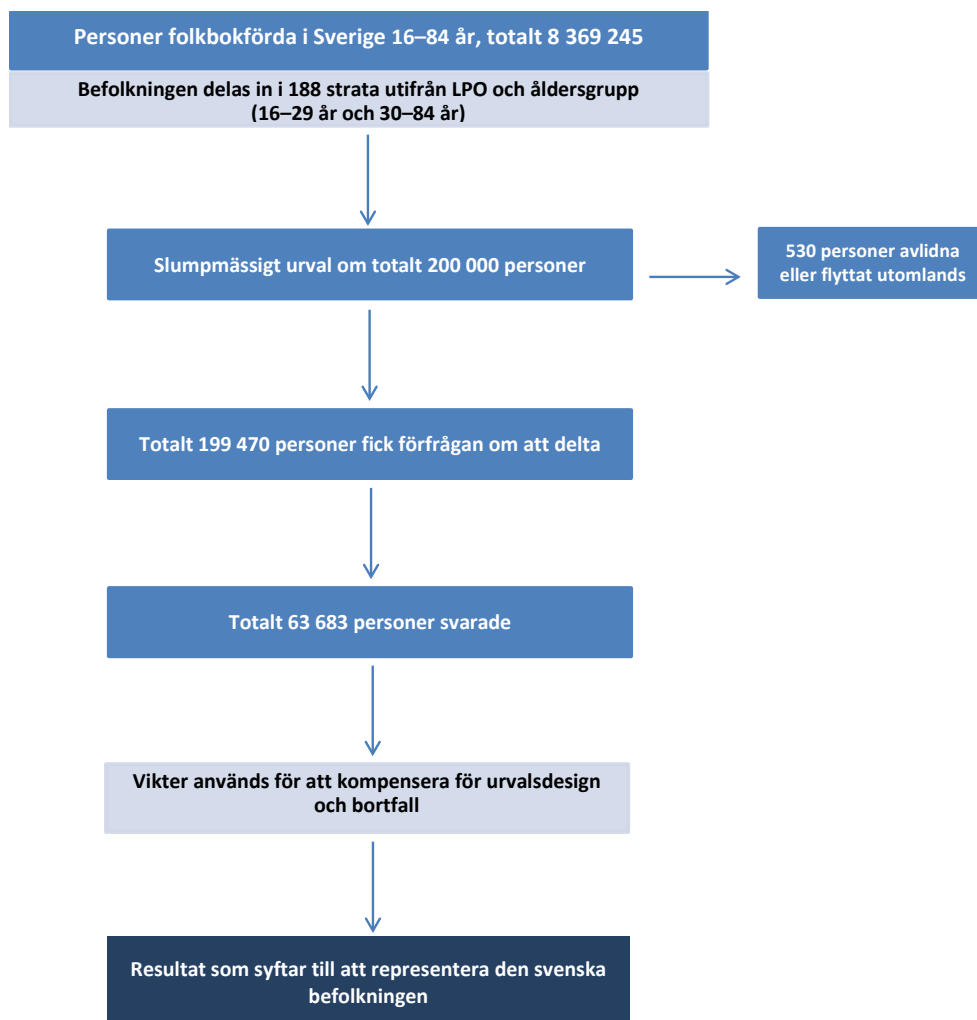 Personer folkbokförda i Sverige 16–84 år, totalt 8 369 245
Befolkningen delas in i 188 strata utifrån LPO och åldersgrupp
(16–29 år och 30–84 år)
Slumpmässigt urval om totalt 200 000 personer
530 personer avlidna
eller flyttat utomlands
Totalt 199 470 personer fick förfrågan om att delta
Totalt 63 683 personer svarade
Vikter används för att kompensera för urvalsdesign
och bortfall
Resultat som syftar till att representera den svenska
befolkningen